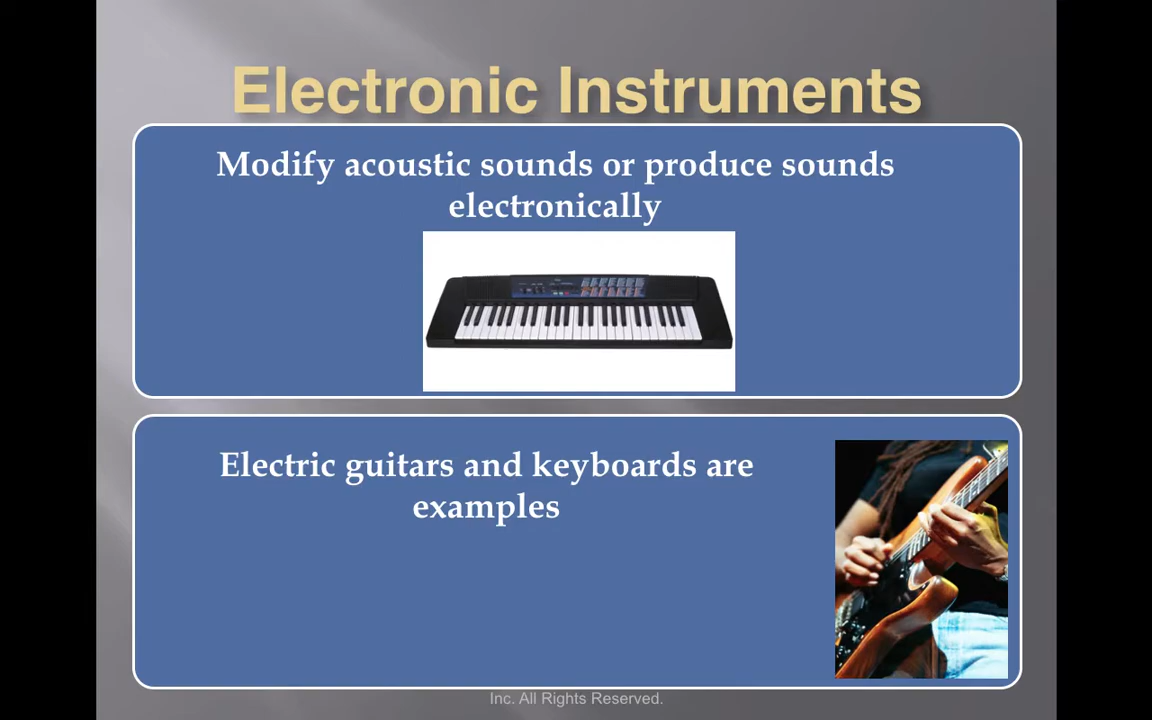 Electronic Instruments
Modify acoustic sounds or produce sounds
electronically
Electric guitars and keyboards are
examples
Inc. All Rights Reserved.